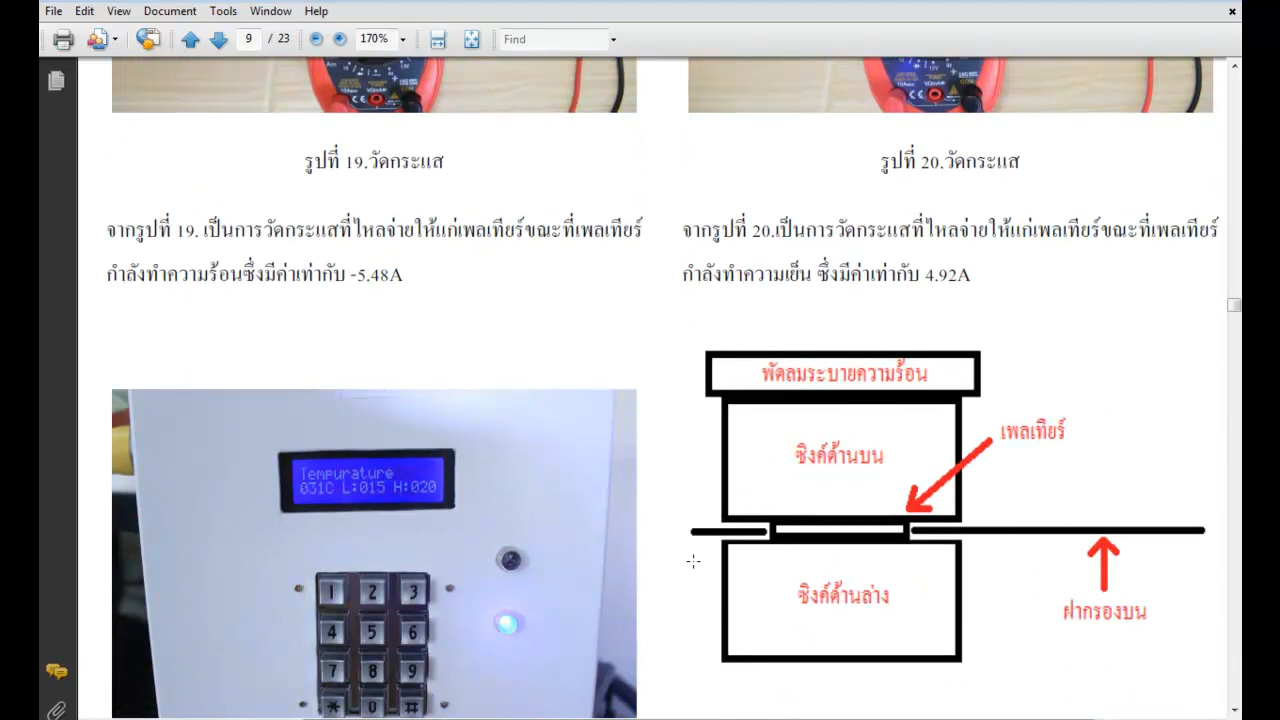 File Edit View Document Tools Window Help
9 / 23 170% Find
รูปที่ 19.วัดกระแส
จากรูปที่ 19. เป็นการวัดกระแสที่ไหลจ่ายให้แก่เพลเทียร์ขณะที่เพลเทียร์
กำลังทำความร้อนซึ่งมีค่าเท่ากับ -5.48A
รูปที่ 20.วัดกระแส
จากรูปที่ 20.เป็นการวัดกระแสที่ไหลจ่ายให้แก่เพลเทียร์ขณะที่เพลเทียร์
กำลังทำความเย็น ซึ่งมีค่าเท่ากับ 4.92A
Tempurature
031C L:015 H:020
1 2 3
4 5 6
7 8 9
* 0 #
พัดลมระบายความร้อน
ซิงค์ด้านบน
เพลเทียร์
ซิงค์ด้านล่าง
ฝากรองบน